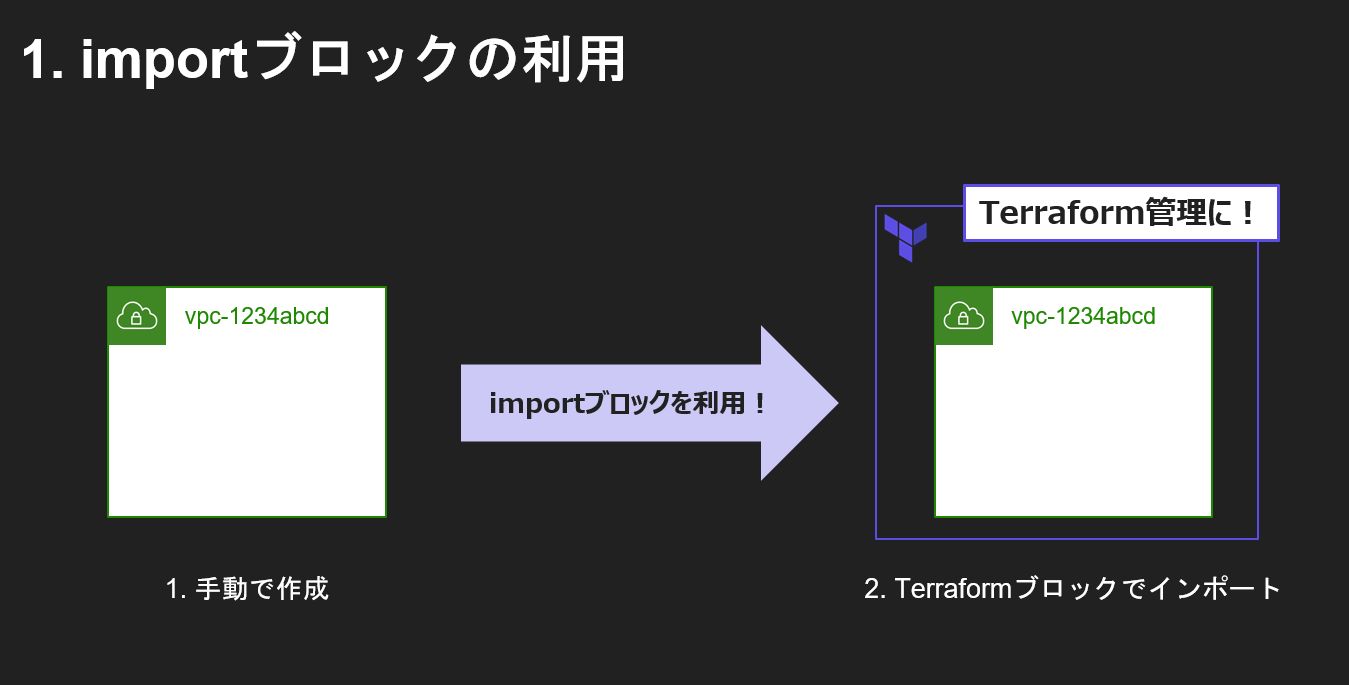 1. importブロックの利用
Terraform管理に！
vpc-1234abcd
importブロックを利用！
vpc-1234abcd
1. 手動で作成
2. Terraformブロックでインポート